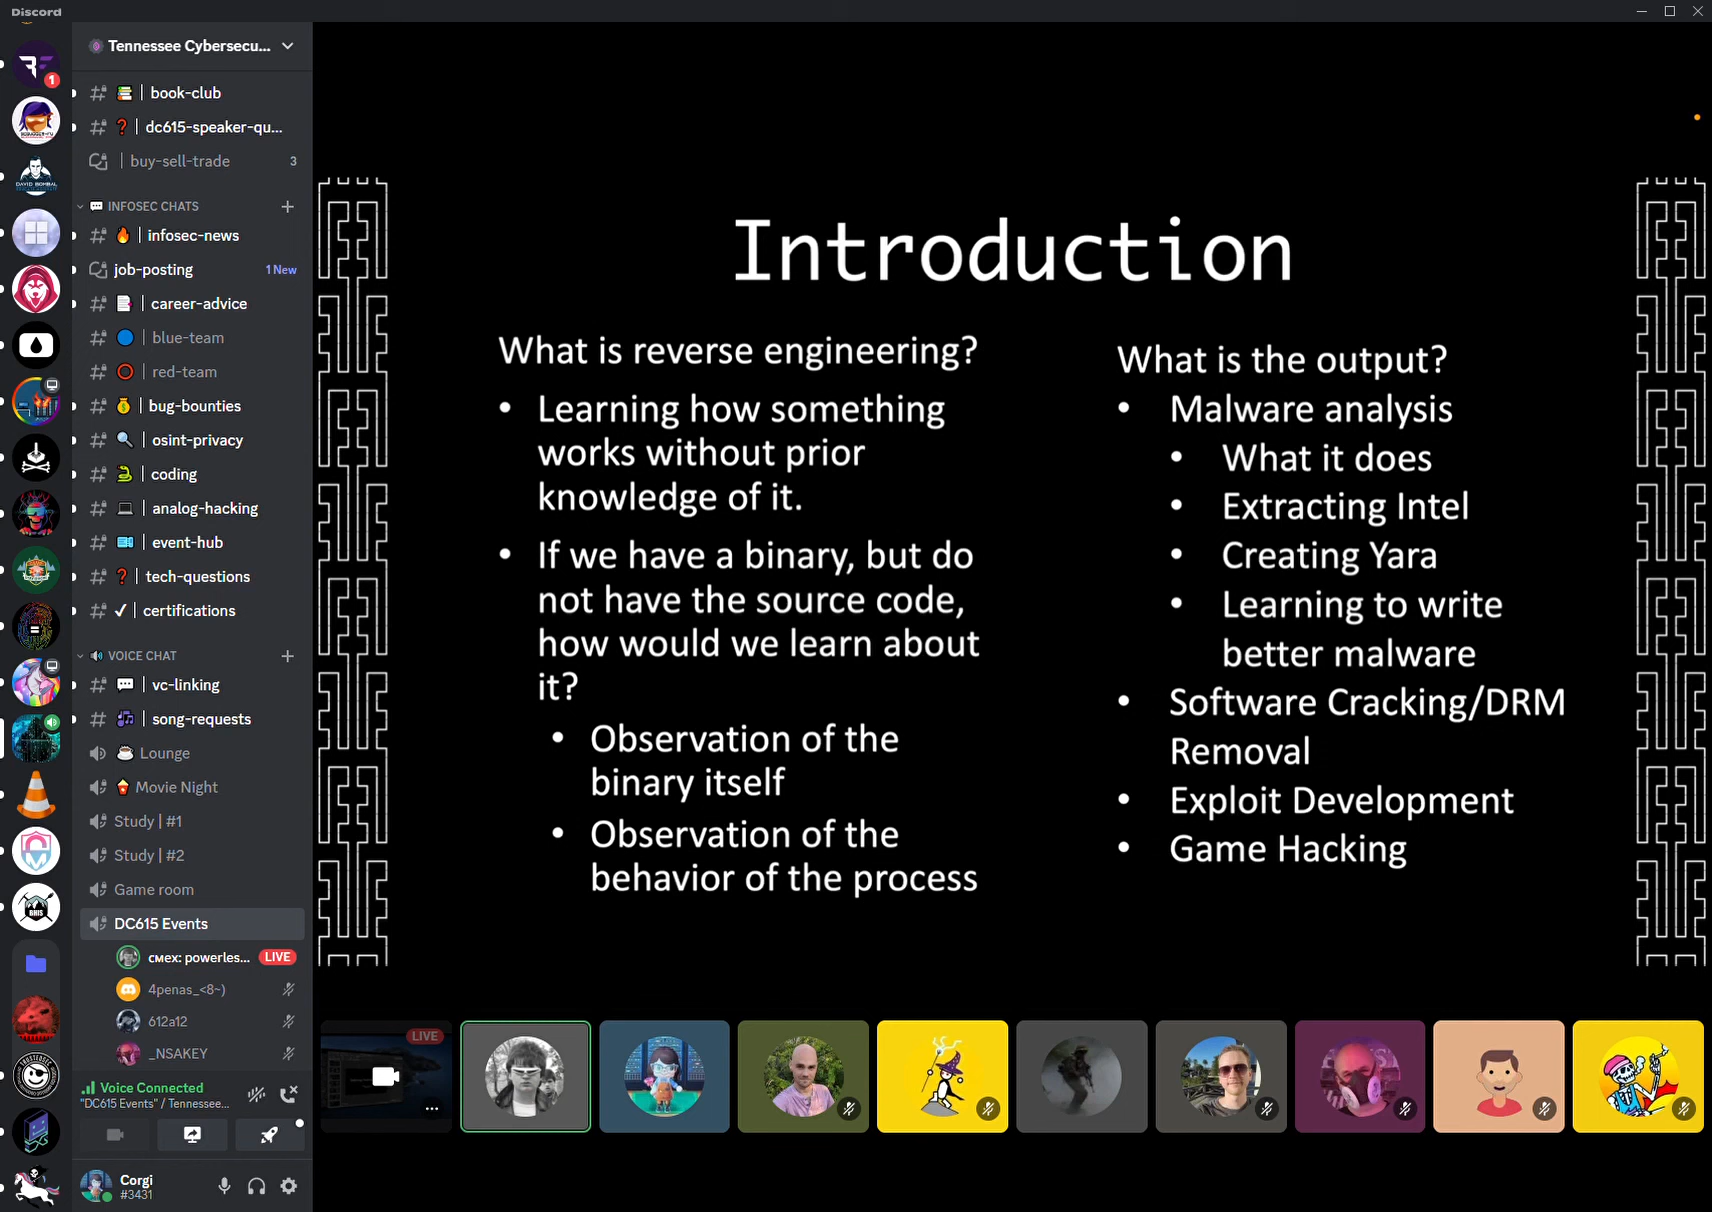 Discord
Tennessee Cybersecu...
1
book-club
dc615-speaker-qu...
buy-sell-trade 3
INFOSEC CHATS
infosec-news
job-posting 1 New
career-advice
blue-team
red-team
bug-bounties
osint-privacy
coding
analog-hacking
event-hub
tech-questions
certifications
VOICE CHAT
vc-linking
song-requests
Lounge
Movie Night
Study | #1
Study | #2
Game room
DC615 Events
смех: powerles... LIVE
4penas_<8~)
612a12
_NSAKEY
Voice Connected
"DC615 Events" / Tennessee...
Corgi
#3431
DAVID BOMBAL
BHIS
Introduction
What is reverse engineering?
• Learning how something
works without prior
knowledge of it.
• If we have a binary, but do
not have the source code,
how would we learn about
it?
• Observation of the
binary itself
• Observation of the
behavior of the process
What is the output?
• Malware analysis
• What it does
• Extracting Intel
• Creating Yara
• Learning to write
better malware
• Software Cracking/DRM
Removal
• Exploit Development
• Game Hacking
LIVE